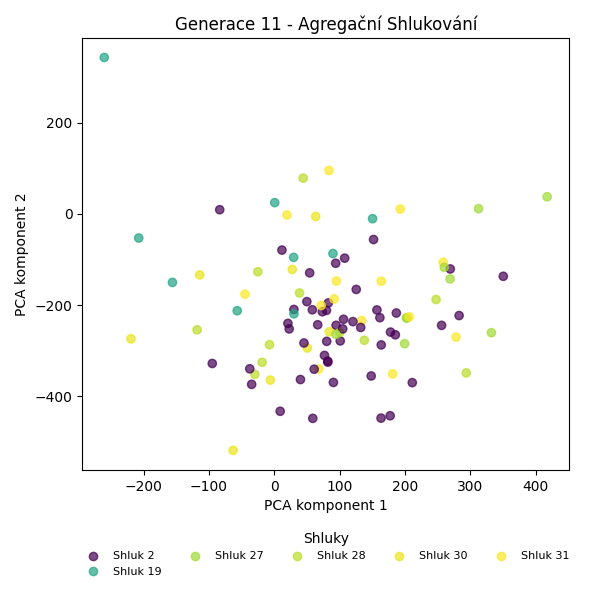 Generace 11 - Agregační Shlukování
PCA komponent 2
200
0
−200
−400
−200
−100
0
100
200
300
400
PCA komponent 1
Shluky
Shluk 2
Shluk 27
Shluk 28
Shluk 30
Shluk 31
Shluk 19